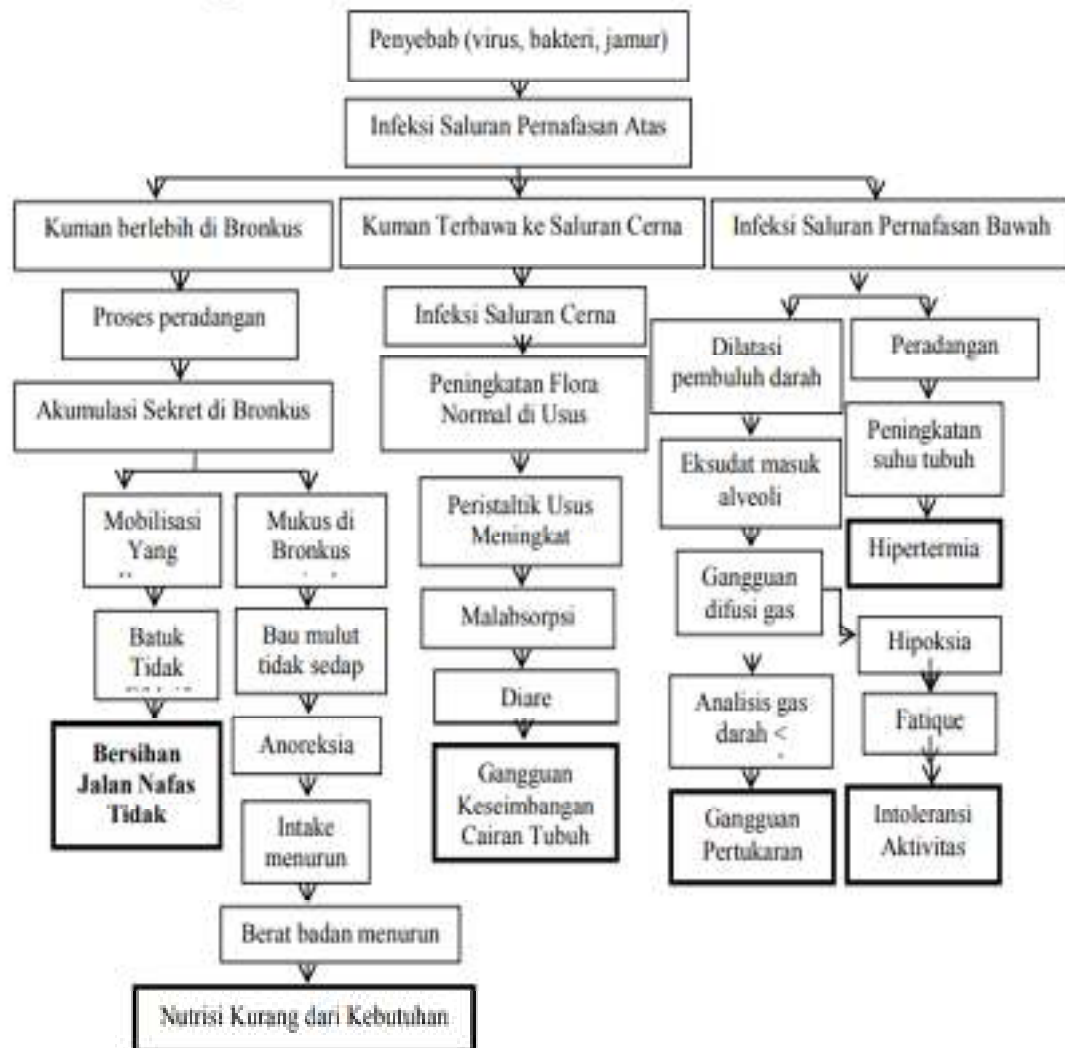 Penyebab (virus, bakteri, jamur)
Infeksi Saluran Pernafasan Atas
Kuman berlebih di Bronkus
Kuman Terbawa ke Saluran Cerna
Infeksi Saluran Pernafasan Bawah
Proses peradangan
Infeksi Saluran Cerna
Dilatasi
pembuluh darah
Peradangan
Akumulasi Sekret di Bronkus
Peningkatan Flora
Normal di Usus
Eksudat masuk
alveoli
Peningkatan
suhu tubuh
Mobilisasi
Yang
Mukus di
Bronkus
Peristaltik Usus
Meningkat
Gangguan
difusi gas
Hipertermia
Batuk
Tidak
Bau mulut
tidak sedap
Malabsorpsi
Hipoksia
Diare
Analisis gas
darah <
Fatique
Bersihan
Jalan Nafas
Tidak
Anoreksia
Gangguan
Keseimbangan
Cairan Tubuh
Gangguan
Pertukaran
Intoleransi
Aktivitas
Intake
menurun
Berat badan menurun
Nutrisi Kurang dari Kebutuhan